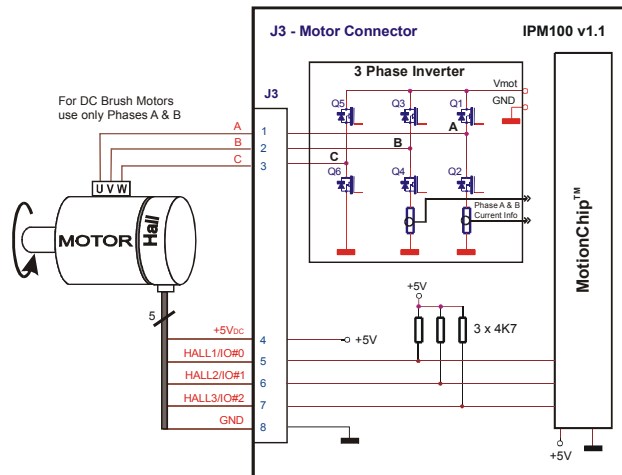 J3 - Motor Connector
IPM100 v1.1
3 Phase Inverter
J3
Vmot
GND
Q5
Q3
Q1
For DC Brush Motors
use only Phases A & B
A
1
A
B
2
B
C
3
C
Q6
Q4
Q2
U V W
Phase A & B
Current Info
MOTOR
Hall
MotionChip™
5
+5V
3 x 4K7
+5VDC
4
+5V
HALL1/IO#0
5
HALL2/IO#1
6
HALL3/IO#2
7
GND
8
+5V